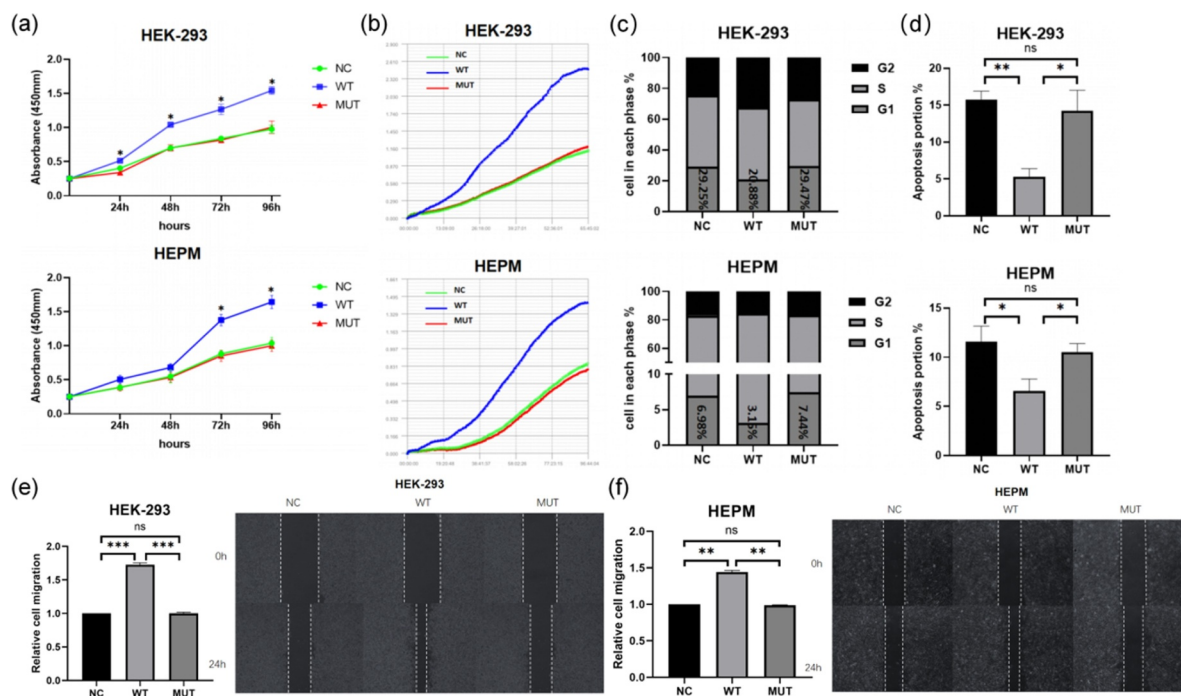 (a)
HEK-293
Absorbance (450mm)
2.0
1.5
1.0
0.5
0.0
24h 48h 72h 96h
hours
* * * *
NC
WT
MUT
HEPM
Absorbance (450mm)
2.0
1.5
1.0
0.5
0.0
24h 48h 72h 96h
hours
* *
NC
WT
MUT
(b)
HEK-293
NC
WT
MUT
HEPM
NC
WT
MUT
(c)
HEK-293
cell in each phase %
100
80
60
40
20
0
29.25% 20.88% 29.47%
NC WT MUT
G2
S
G1
HEPM
cell in each phase %
100
80
60
10
5
0
6.98% 3.15% 7.44%
NC WT MUT
G2
S
G1
(d)
HEK-293
ns
** *
Apoptosis portion %
20
15
10
5
0
NC WT MUT
HEPM
ns
* *
Apoptosis portion %
15
10
5
0
NC WT MUT
(e)
HEK-293
ns
*** ***
Relative cell migration
2.0
1.5
1.0
0.5
0.0
NC WT MUT
HEK-293
NC WT MUT
0h
24h
(f)
HEPM
ns
** **
Relative cell migration
2.0
1.5
1.0
0.5
0.0
NC WT MUT
HEPM
NC WT MUT
0h
24h